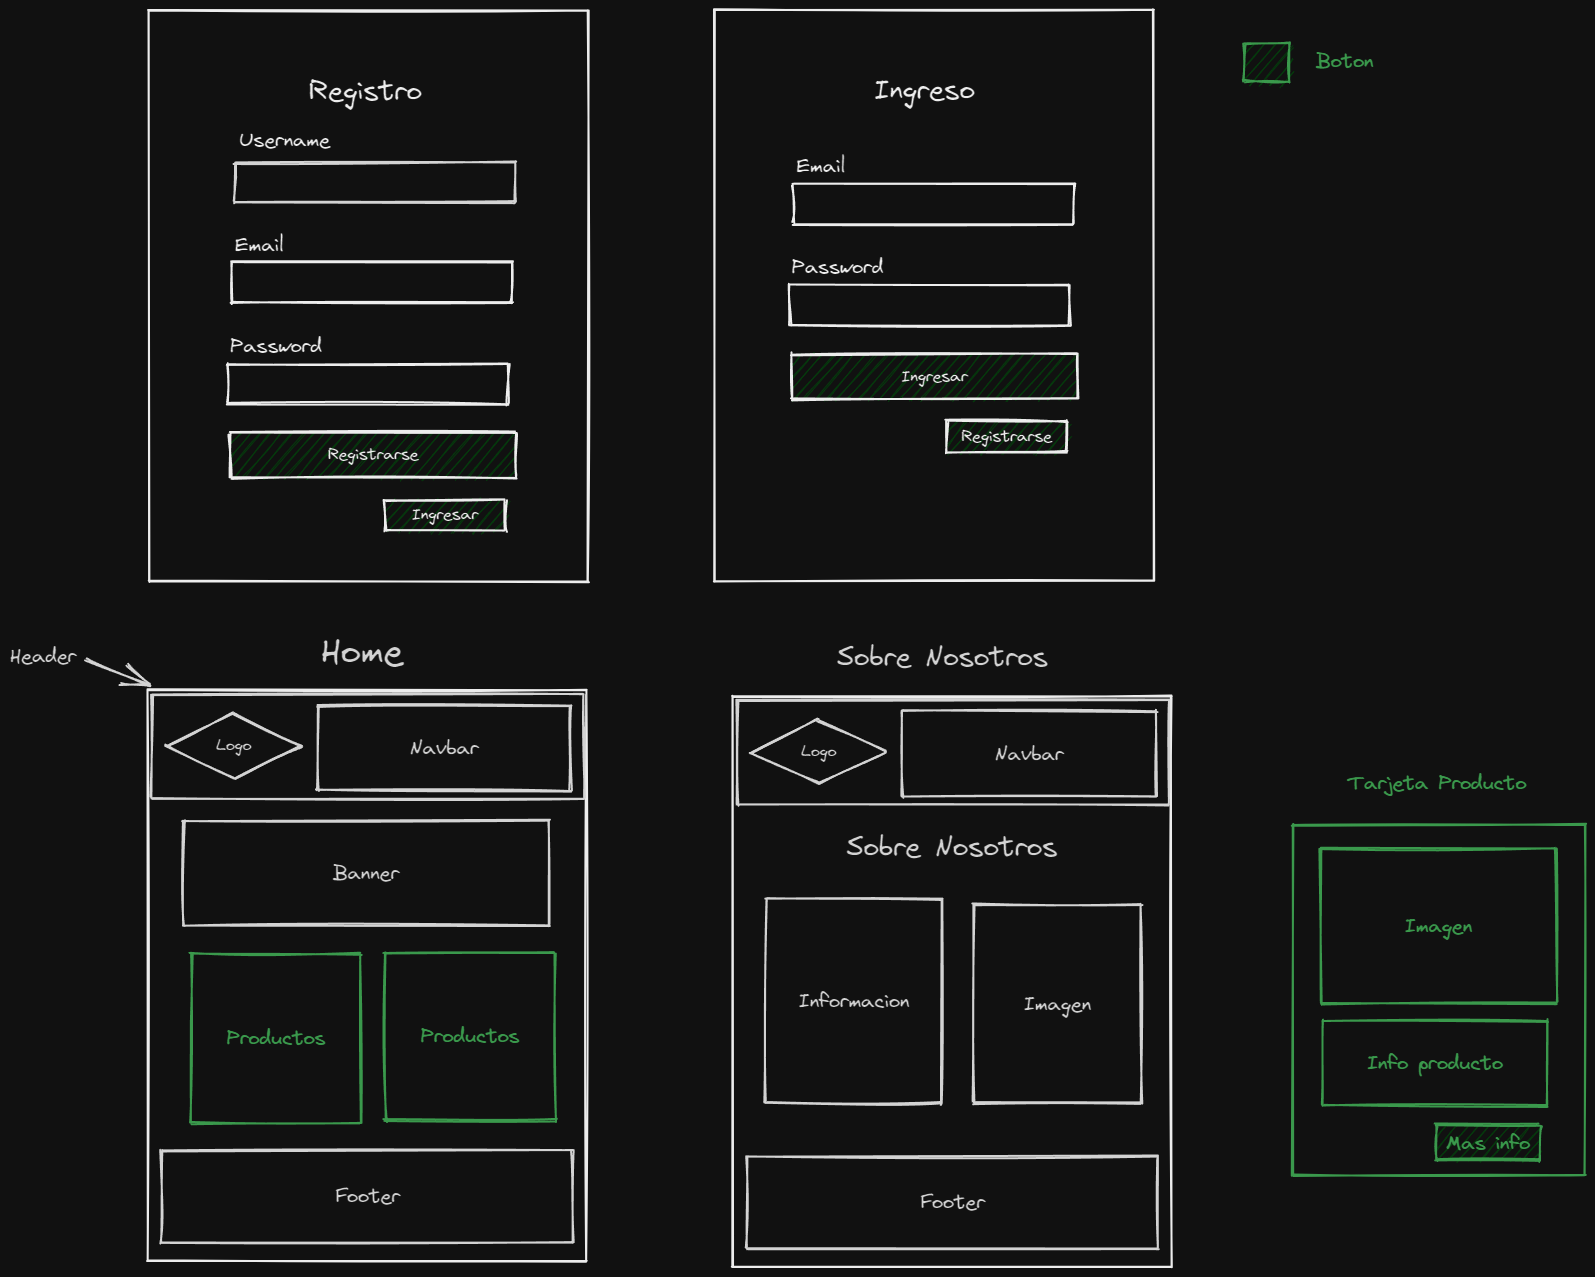 Registro
Username
Email
Password
Registrarse
Ingresar
Ingreso
Email
Password
Ingresar
Registrarse
Boton
Header
Home
Logo
Navbar
Banner
Productos
Productos
Footer
Sobre Nosotros
Logo
Navbar
Sobre Nosotros
Informacion
Imagen
Footer
Tarjeta Producto
Imagen
Info producto
Mas info